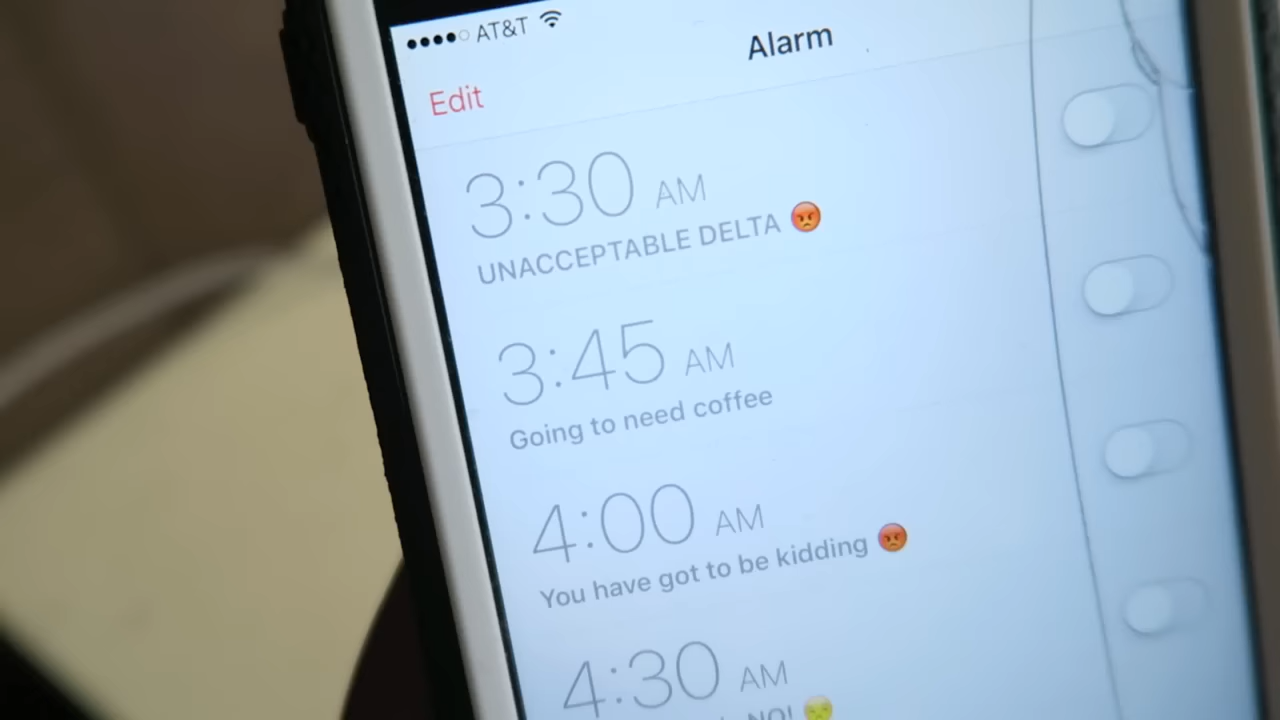 AT&T
Alarm
Edit
3:30 AM
UNACCEPTABLE DELTA 😡
3:45 AM
Going to need coffee
4:00 AM
You have got to be kidding 😡
4:30 AM
NO!